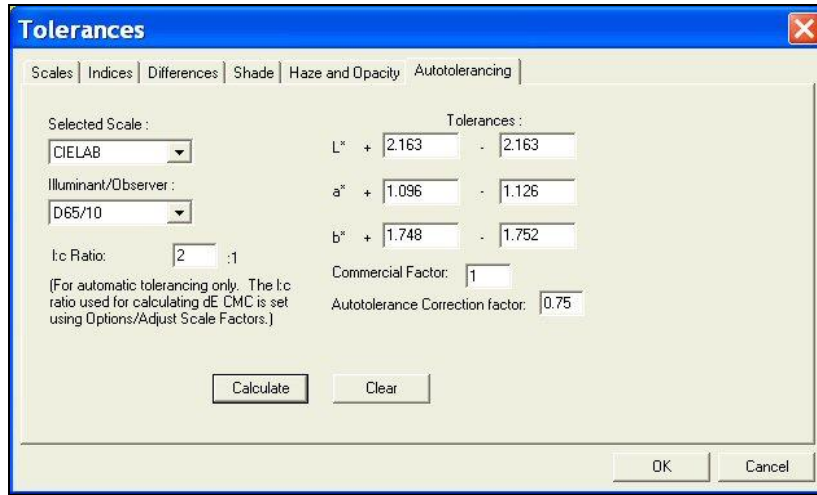 Tolerances
Scales Indices Differences Shade Haze and Opacity Autotolerancing
Selected Scale :
CIELAB
Illuminant/Observer :
D65/10
l:c Ratio: 2 :1
(For automatic tolerancing only. The l:c
ratio used for calculating dE CMC is set
using Options/Adjust Scale Factors.)
Tolerances :
L* + 2.163 - 2.163
a* + 1.096 - 1.126
b* + 1.748 - 1.752
Commercial Factor: 1
Autotolerance Correction factor: 0.75
Calculate Clear
OK Cancel